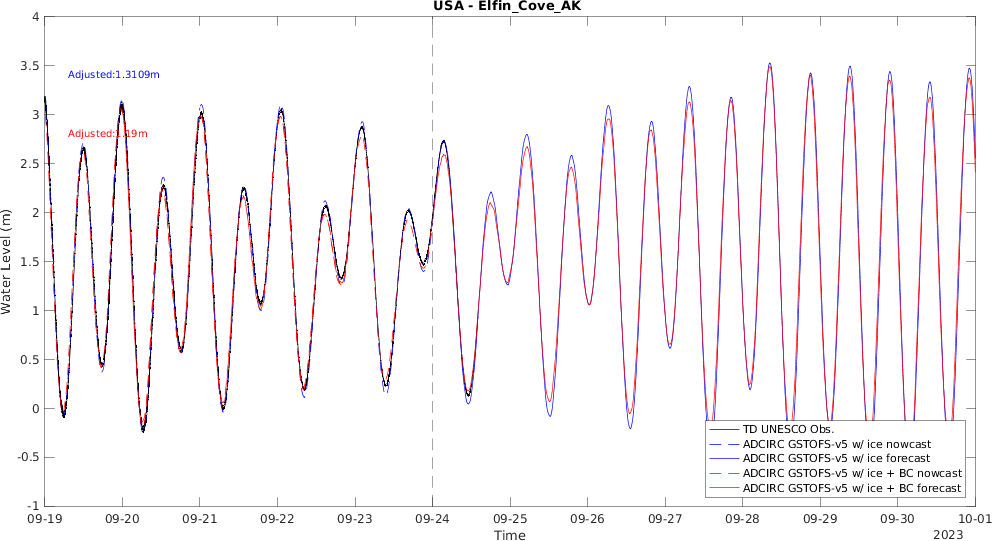 USA - Elfin_Cove_AK
Water Level (m)
4
3.5
3
2.5
2
1.5
1
0.5
0
-0.5
-1
Adjusted:1.3109m
Adjusted:1.19m
TD UNESCO Obs.
ADCIRC GSTOFS-v5 w/ ice nowcast
ADCIRC GSTOFS-v5 w/ ice forecast
ADCIRC GSTOFS-v5 w/ ice + BC nowcast
ADCIRC GSTOFS-v5 w/ ice + BC forecast
09-19 09-20 09-21 09-22 09-23 09-24 09-25 09-26 09-27 09-28 09-29 09-30 10-01
Time
2023